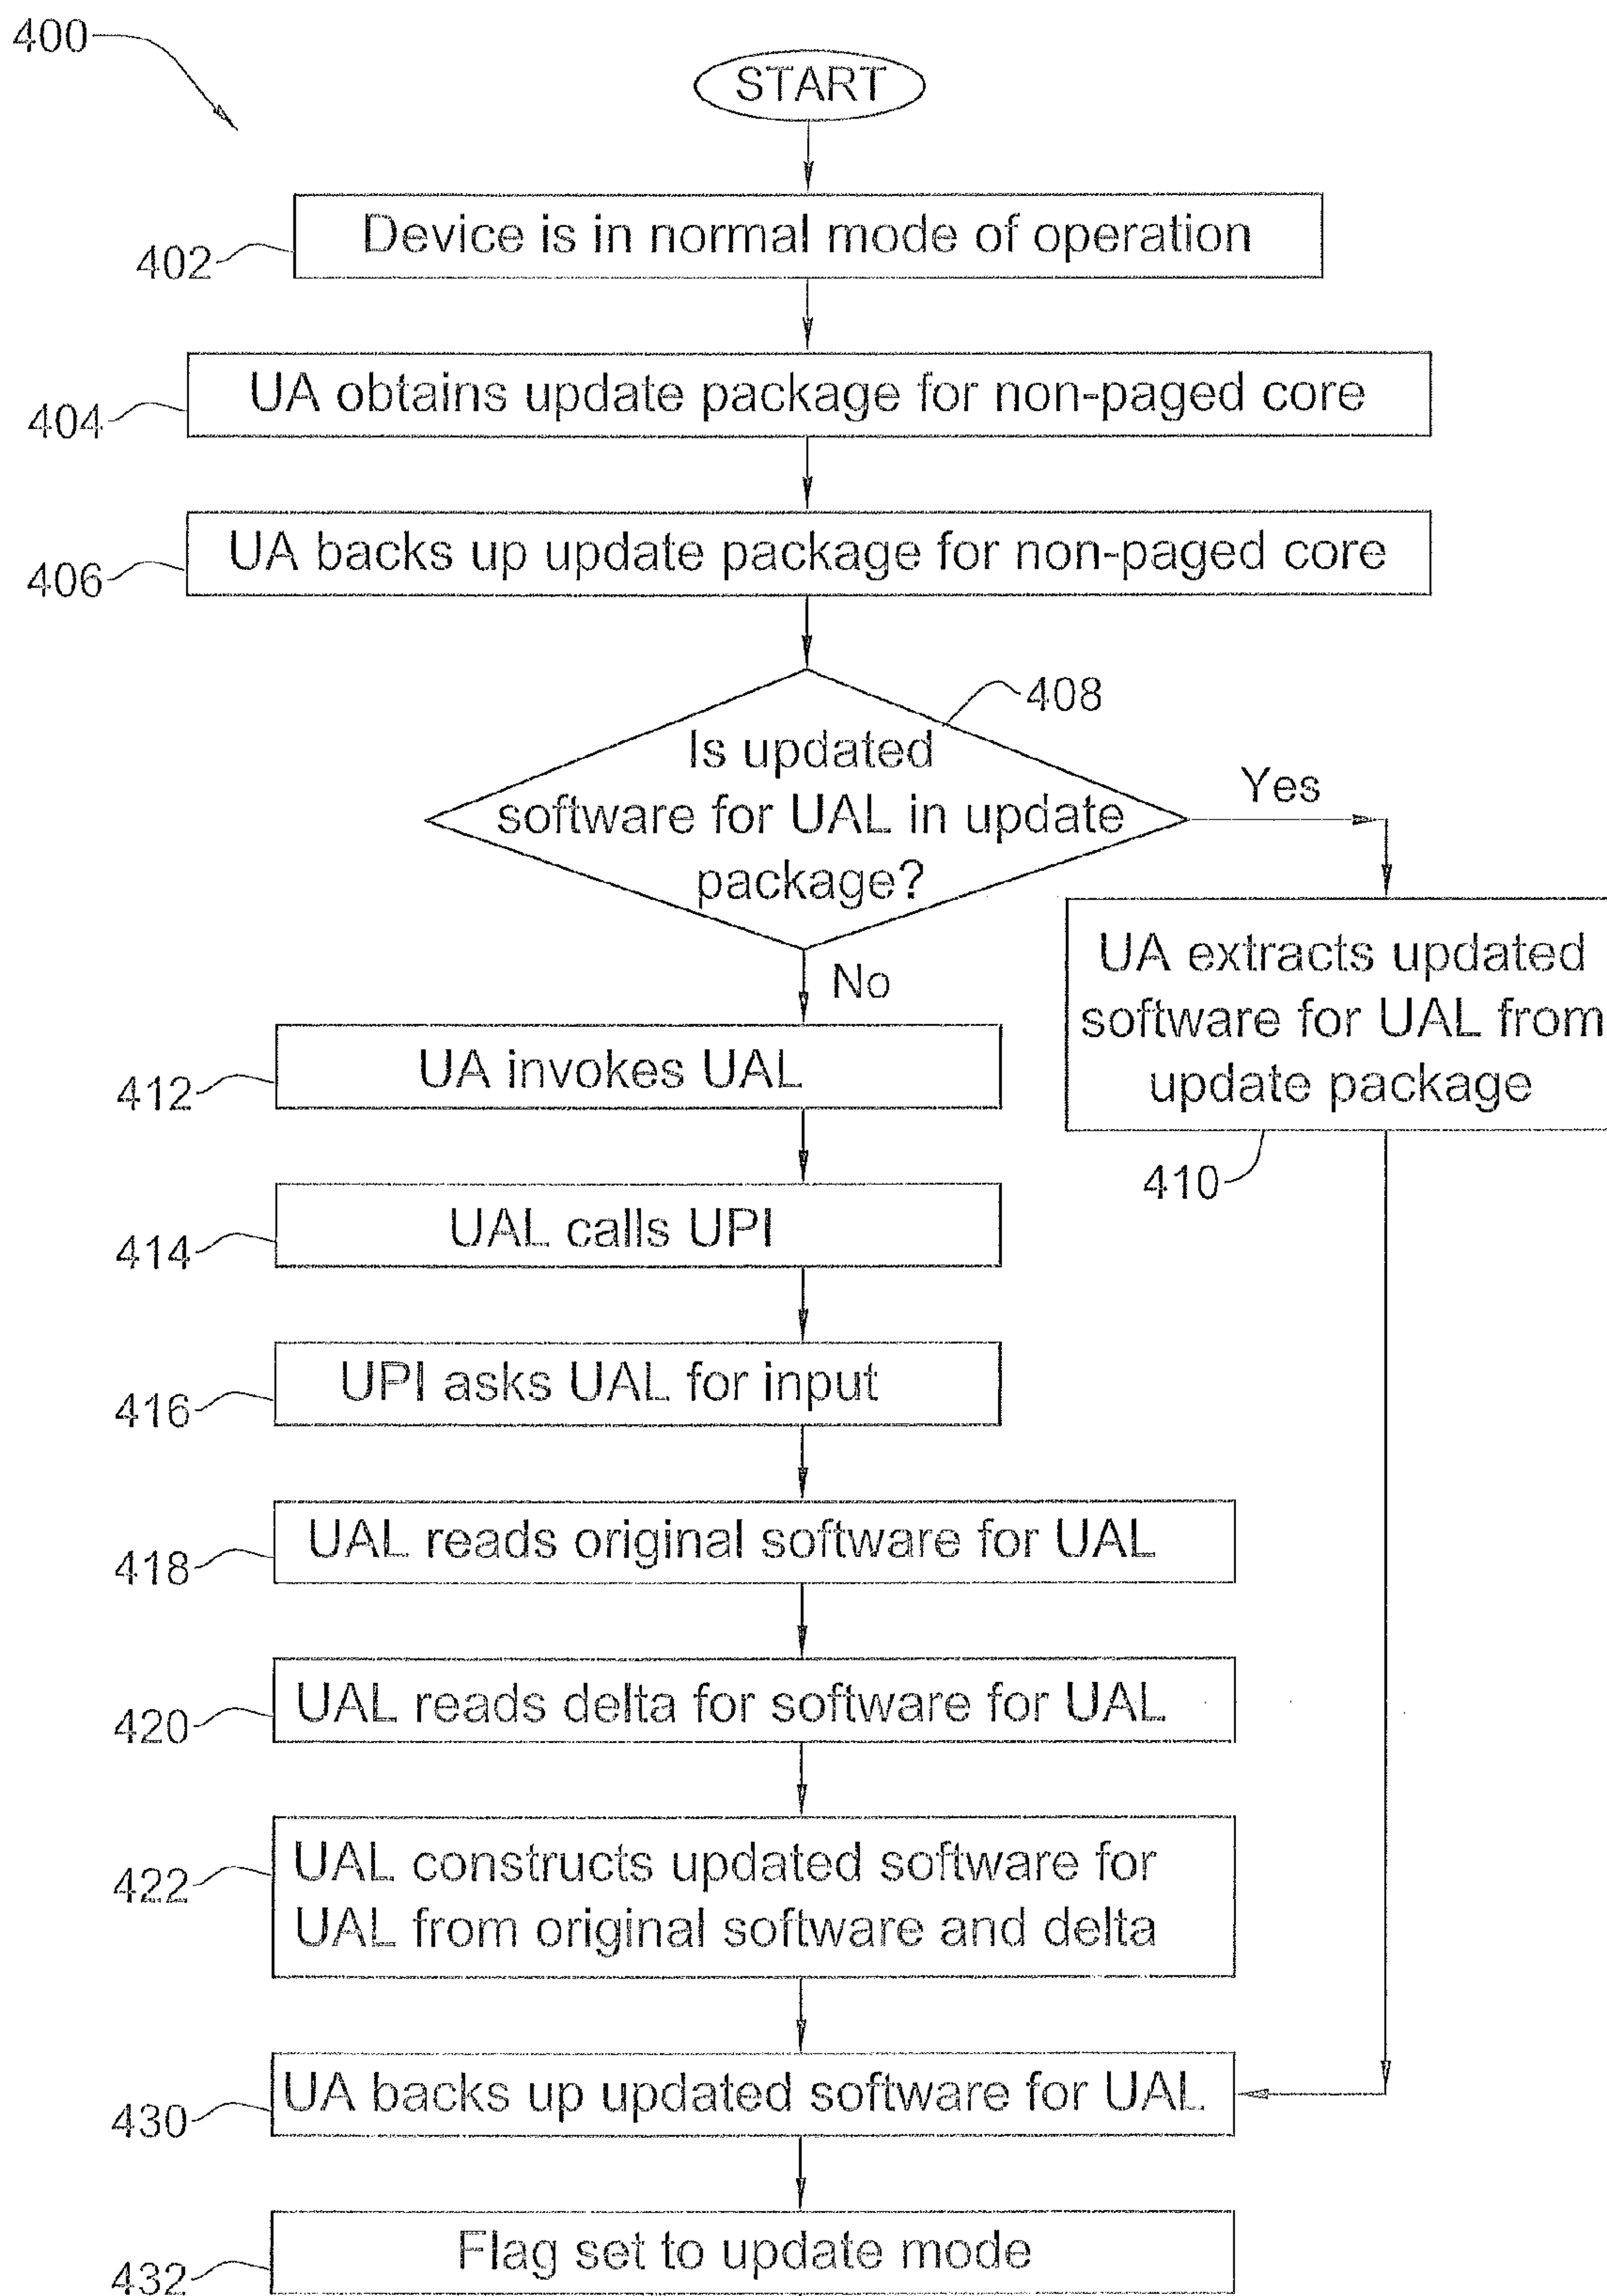 400
START
Device is in normal mode of operation
402
UA obtains update package for non-paged core
404
UA backs up update package for non-paged core
406
408
Is updated
software for UAL in update
package?
Yes
No
UA extracts updated
software for UAL from
update package
410
UA invokes UAL
412
UAL calls UPI
414
UPI asks UAL for input
416
UAL reads original software for UAL
418
UAL reads delta for software for UAL
420
UAL constructs updated software for
UAL from original software and delta
422
UA backs up updated software for UAL
430
Flag set to update mode
432